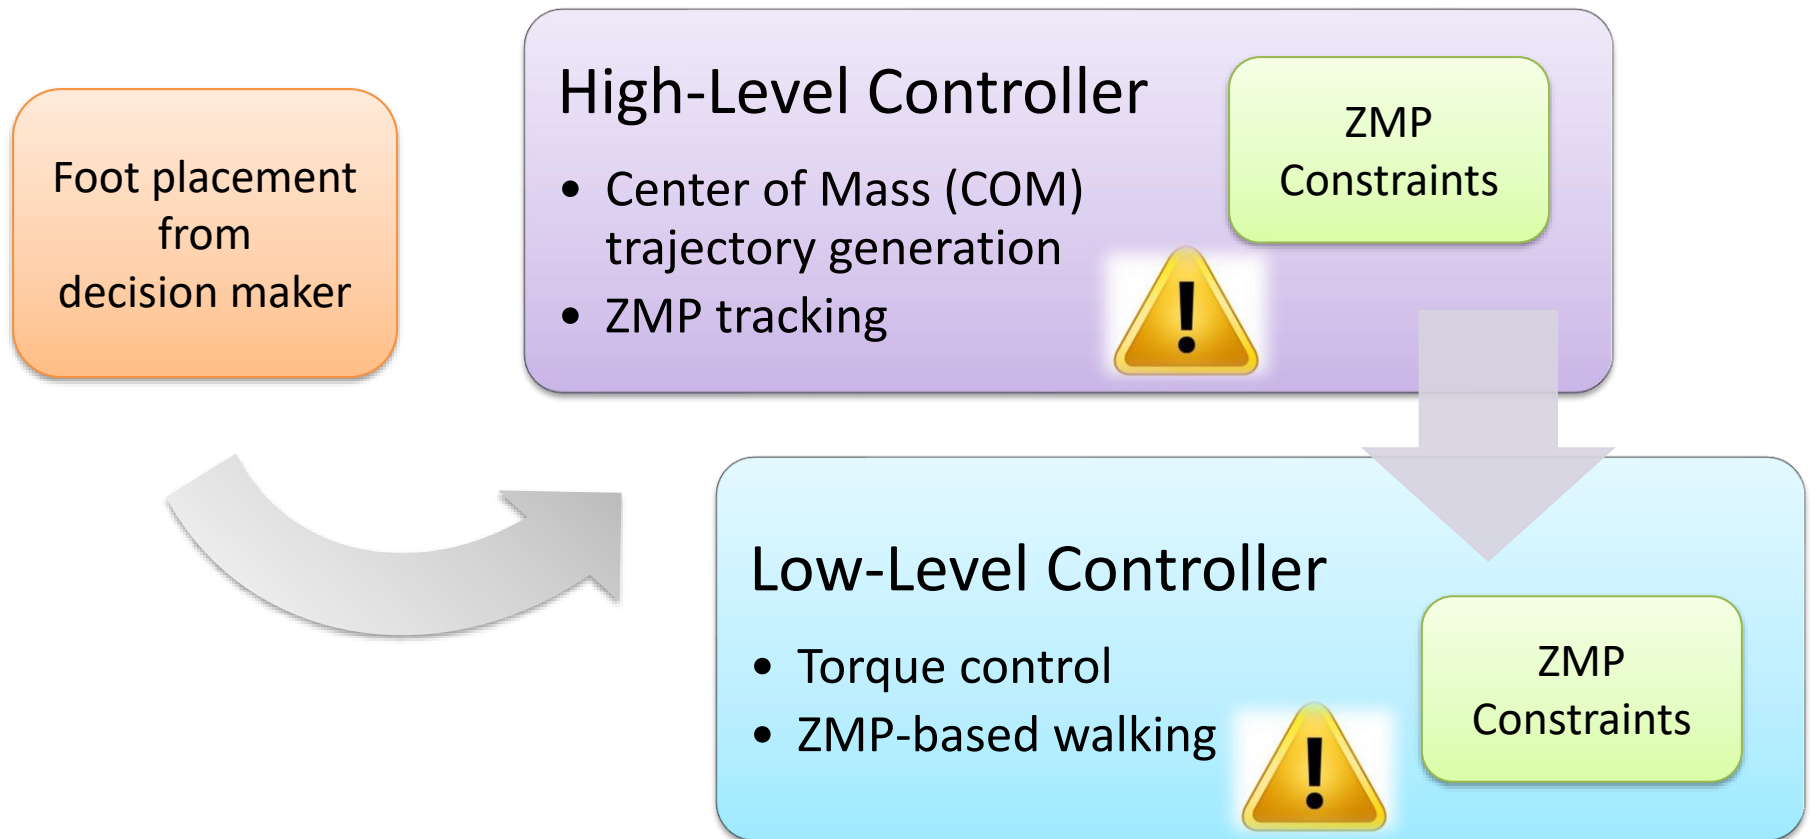 Foot placement
from
decision maker
High-Level Controller
• Center of Mass (COM)
trajectory generation
• ZMP tracking
ZMP
Constraints
Low-Level Controller
• Torque control
• ZMP-based walking
ZMP
Constraints